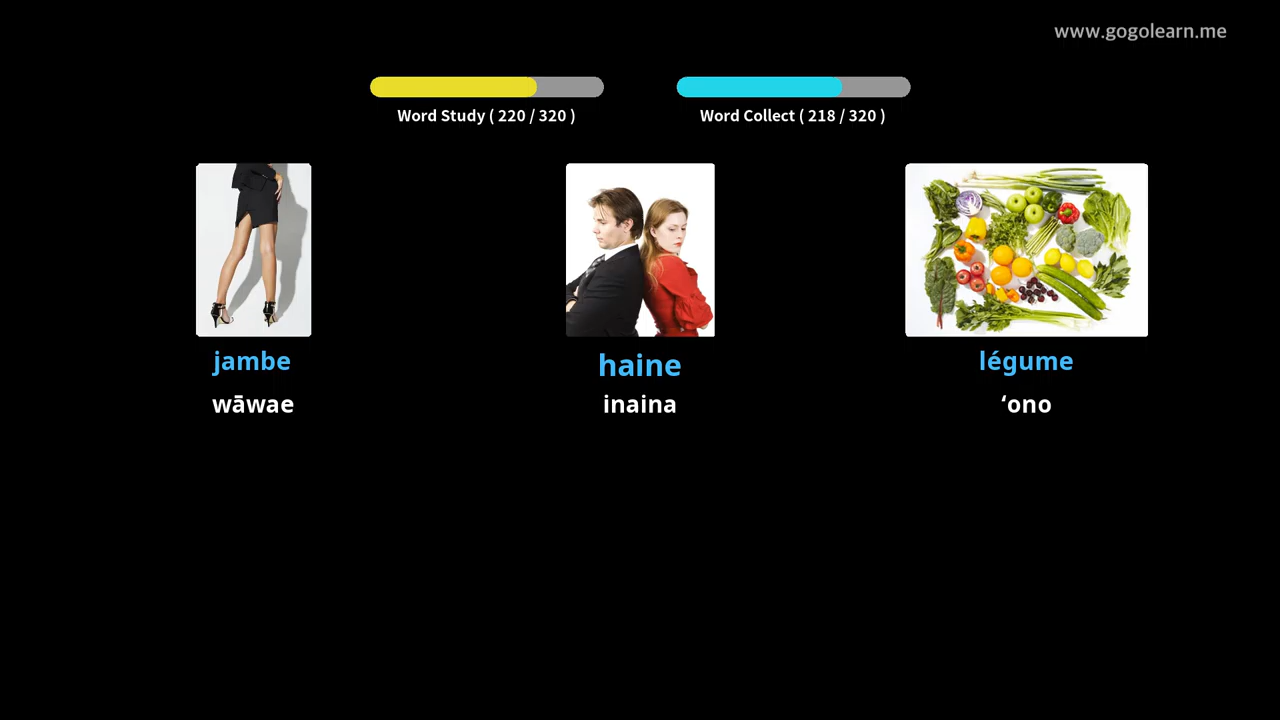 www.gogolearn.me
Word Study ( 220 / 320 )
Word Collect ( 218 / 320 )
jambe
haine
légume
wāwae
inaina
ʻono